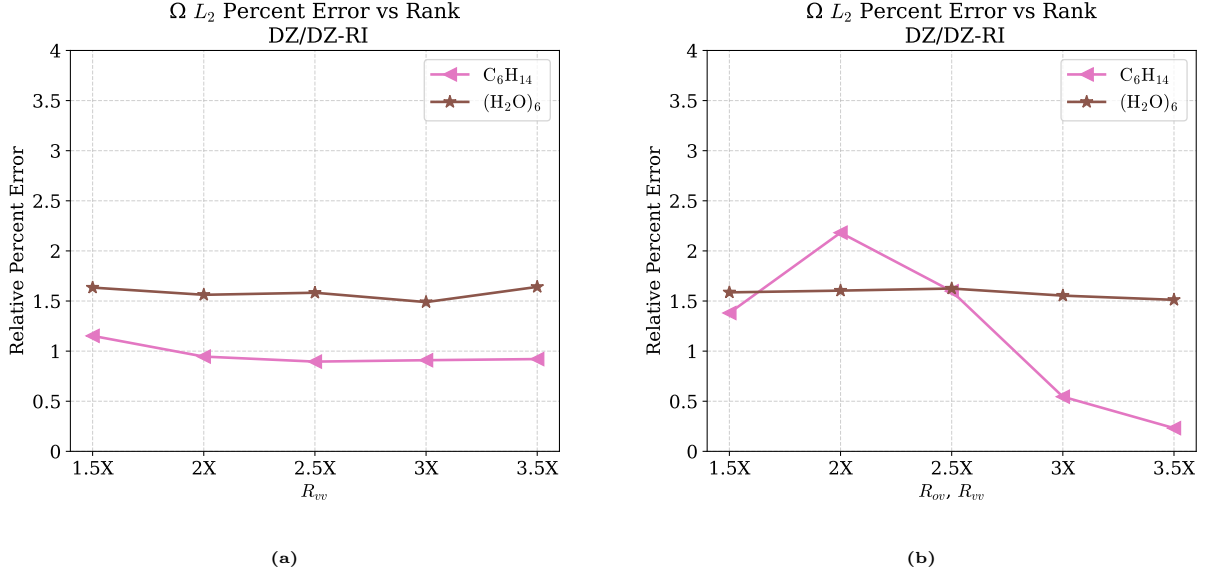 Ω L₂ Percent Error vs Rank
DZ/DZ-RI
Relative Percent Error
4
3.5
3
2.5
2
1.5
1
0.5
0
1.5X 2X 2.5X 3X 3.5X
R_vv
C₆H₁₄
(H₂O)₆
(a)
Ω L₂ Percent Error vs Rank
DZ/DZ-RI
Relative Percent Error
4
3.5
3
2.5
2
1.5
1
0.5
0
1.5X 2X 2.5X 3X 3.5X
R_ov, R_vv
C₆H₁₄
(H₂O)₆
(b)